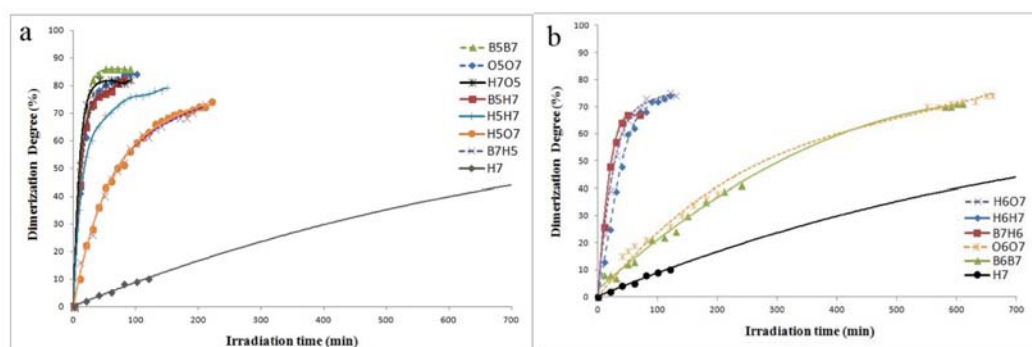 a
Dimerization Degree (%)
100
90
80
70
60
50
40
30
20
10
0
0
100
200
300
400
500
600
700
Irradiation time (min)
B5B7
O5O7
H7O5
B5H7
H5H7
H5O7
B7H5
H7
b
Dimerization Degree (%)
100
90
80
70
60
50
40
30
20
10
0
0
100
200
300
400
500
600
700
Irradiation time (min)
H6O7
H6H7
B7H6
O6O7
B6B7
H7